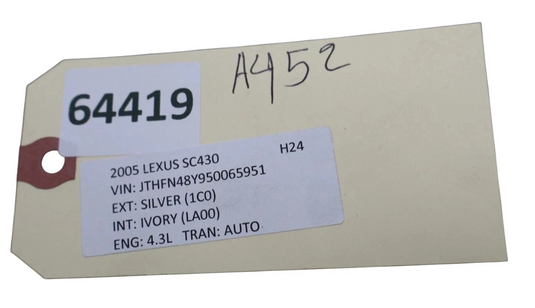 A452
64419
2005 LEXUS SC430 H24
VIN: JTHFN48Y950065951
EXT: SILVER (1C0)
INT: IVORY (LA00)
ENG: 4.3L TRAN: AUTO